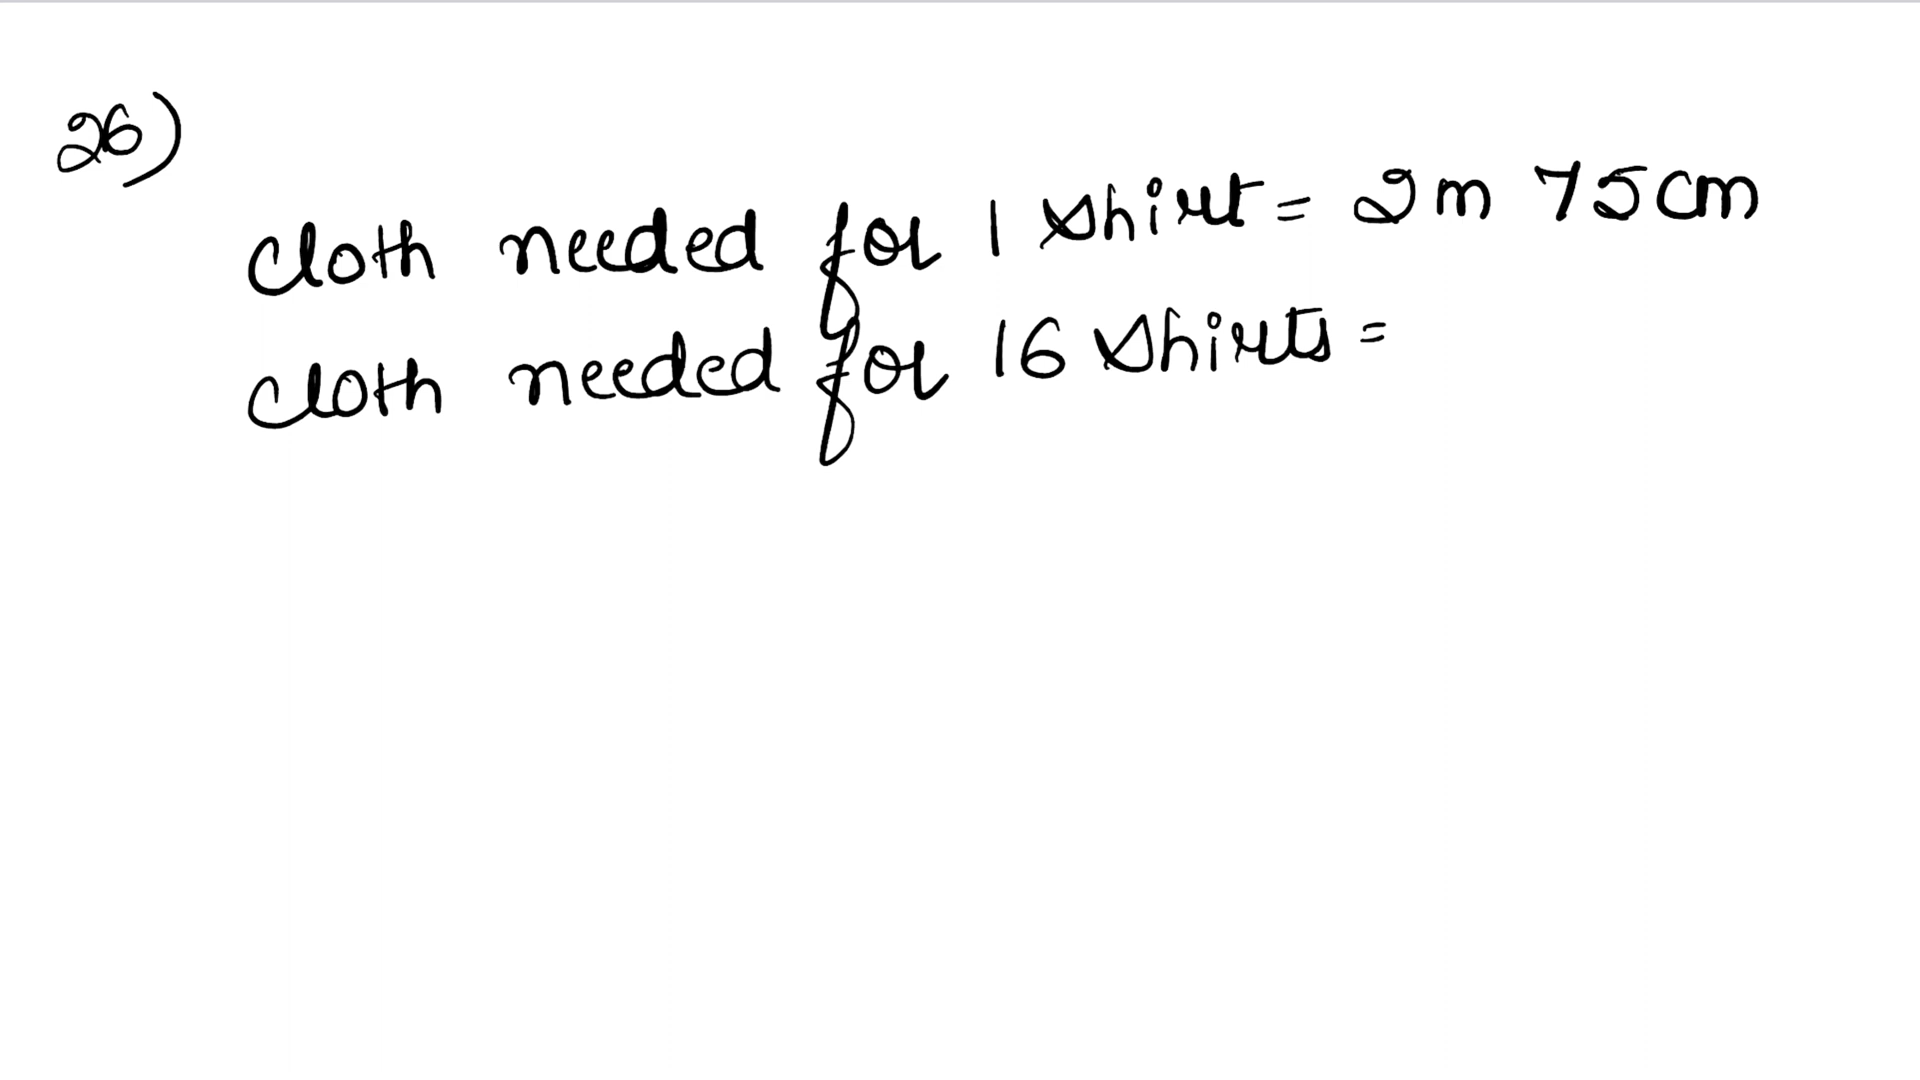 26)
cloth needed for 1 shirt = 2m 75cm
cloth needed for 16 shirts =